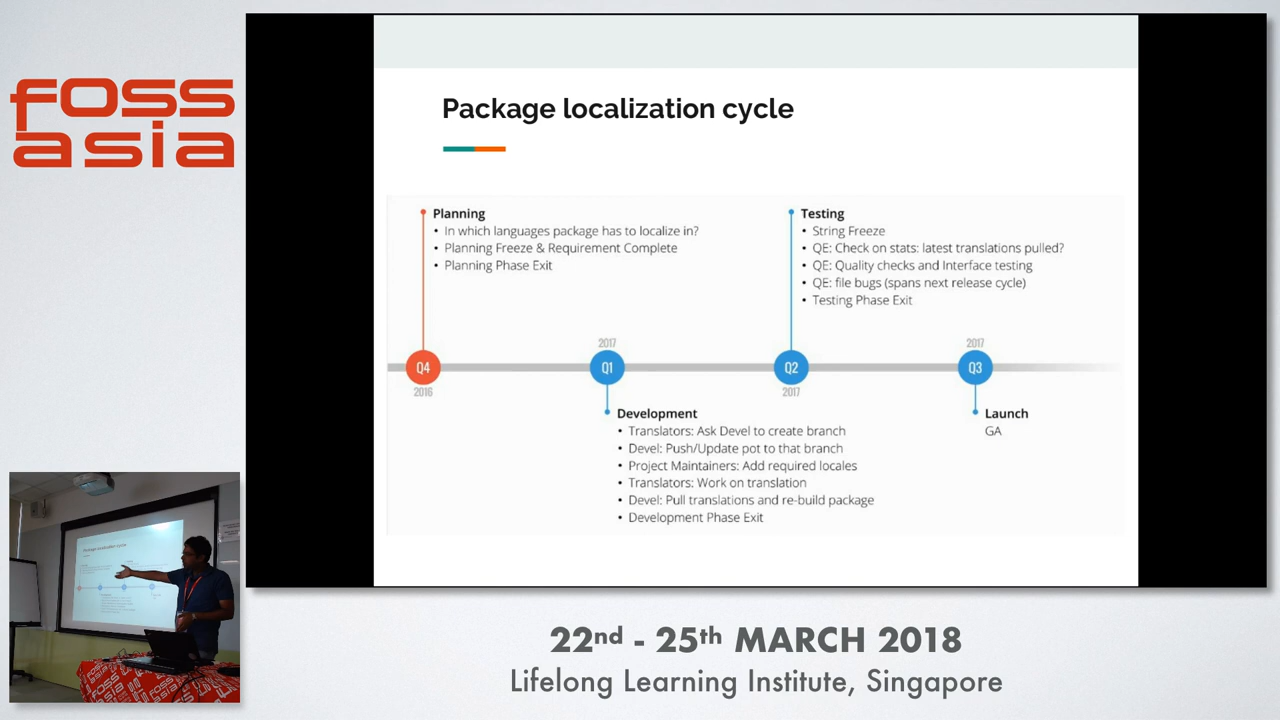 foss
asia
Package localization cycle
Planning
• In which languages package has to localize in?
• Planning Freeze & Requirement Complete
• Planning Phase Exit
Testing
• String Freeze
• QE: Check on stats: latest translations pulled?
• QE: Quality checks and Interface testing
• QE: file bugs (spans next release cycle)
• Testing Phase Exit
Q4
2016
2017
Q1
Q2
2017
2017
Q3
Development
• Translators: Ask Devel to create branch
• Devel: Push/Update pot to that branch
• Project Maintainers: Add required locales
• Translators: Work on translation
• Devel: Pull translations and re-build package
• Development Phase Exit
Launch
GA
Package localization cycle
FOSS
ASIA
22nd - 25th MARCH 2018
Lifelong Learning Institute, Singapore